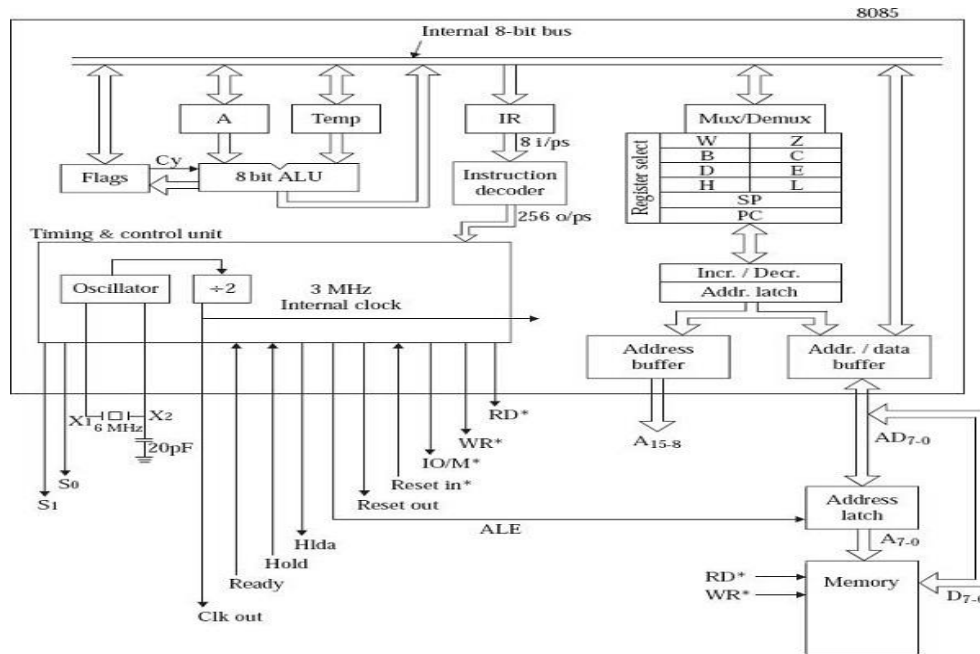 8085
Internal 8-bit bus
A
Temp
IR
Mux/Demux
8 i/ps
W Z
B C
D E
H L
SP
PC
Register select
Cy
Flags
8 bit ALU
Instruction
decoder
256 o/ps
Timing & control unit
Oscillator
÷2
3 MHz
Internal clock
Incr. / Decr.
Addr. latch
Address
buffer
Addr. / data
buffer
X1
6 MHz
X2
20pF
RD*
WR*
IO/M*
Reset in*
Reset out
S0
S1
A15-8
AD7-0
ALE
Address
latch
A7-0
Hlda
Hold
Ready
Clk out
RD*
WR*
Memory
D7-0